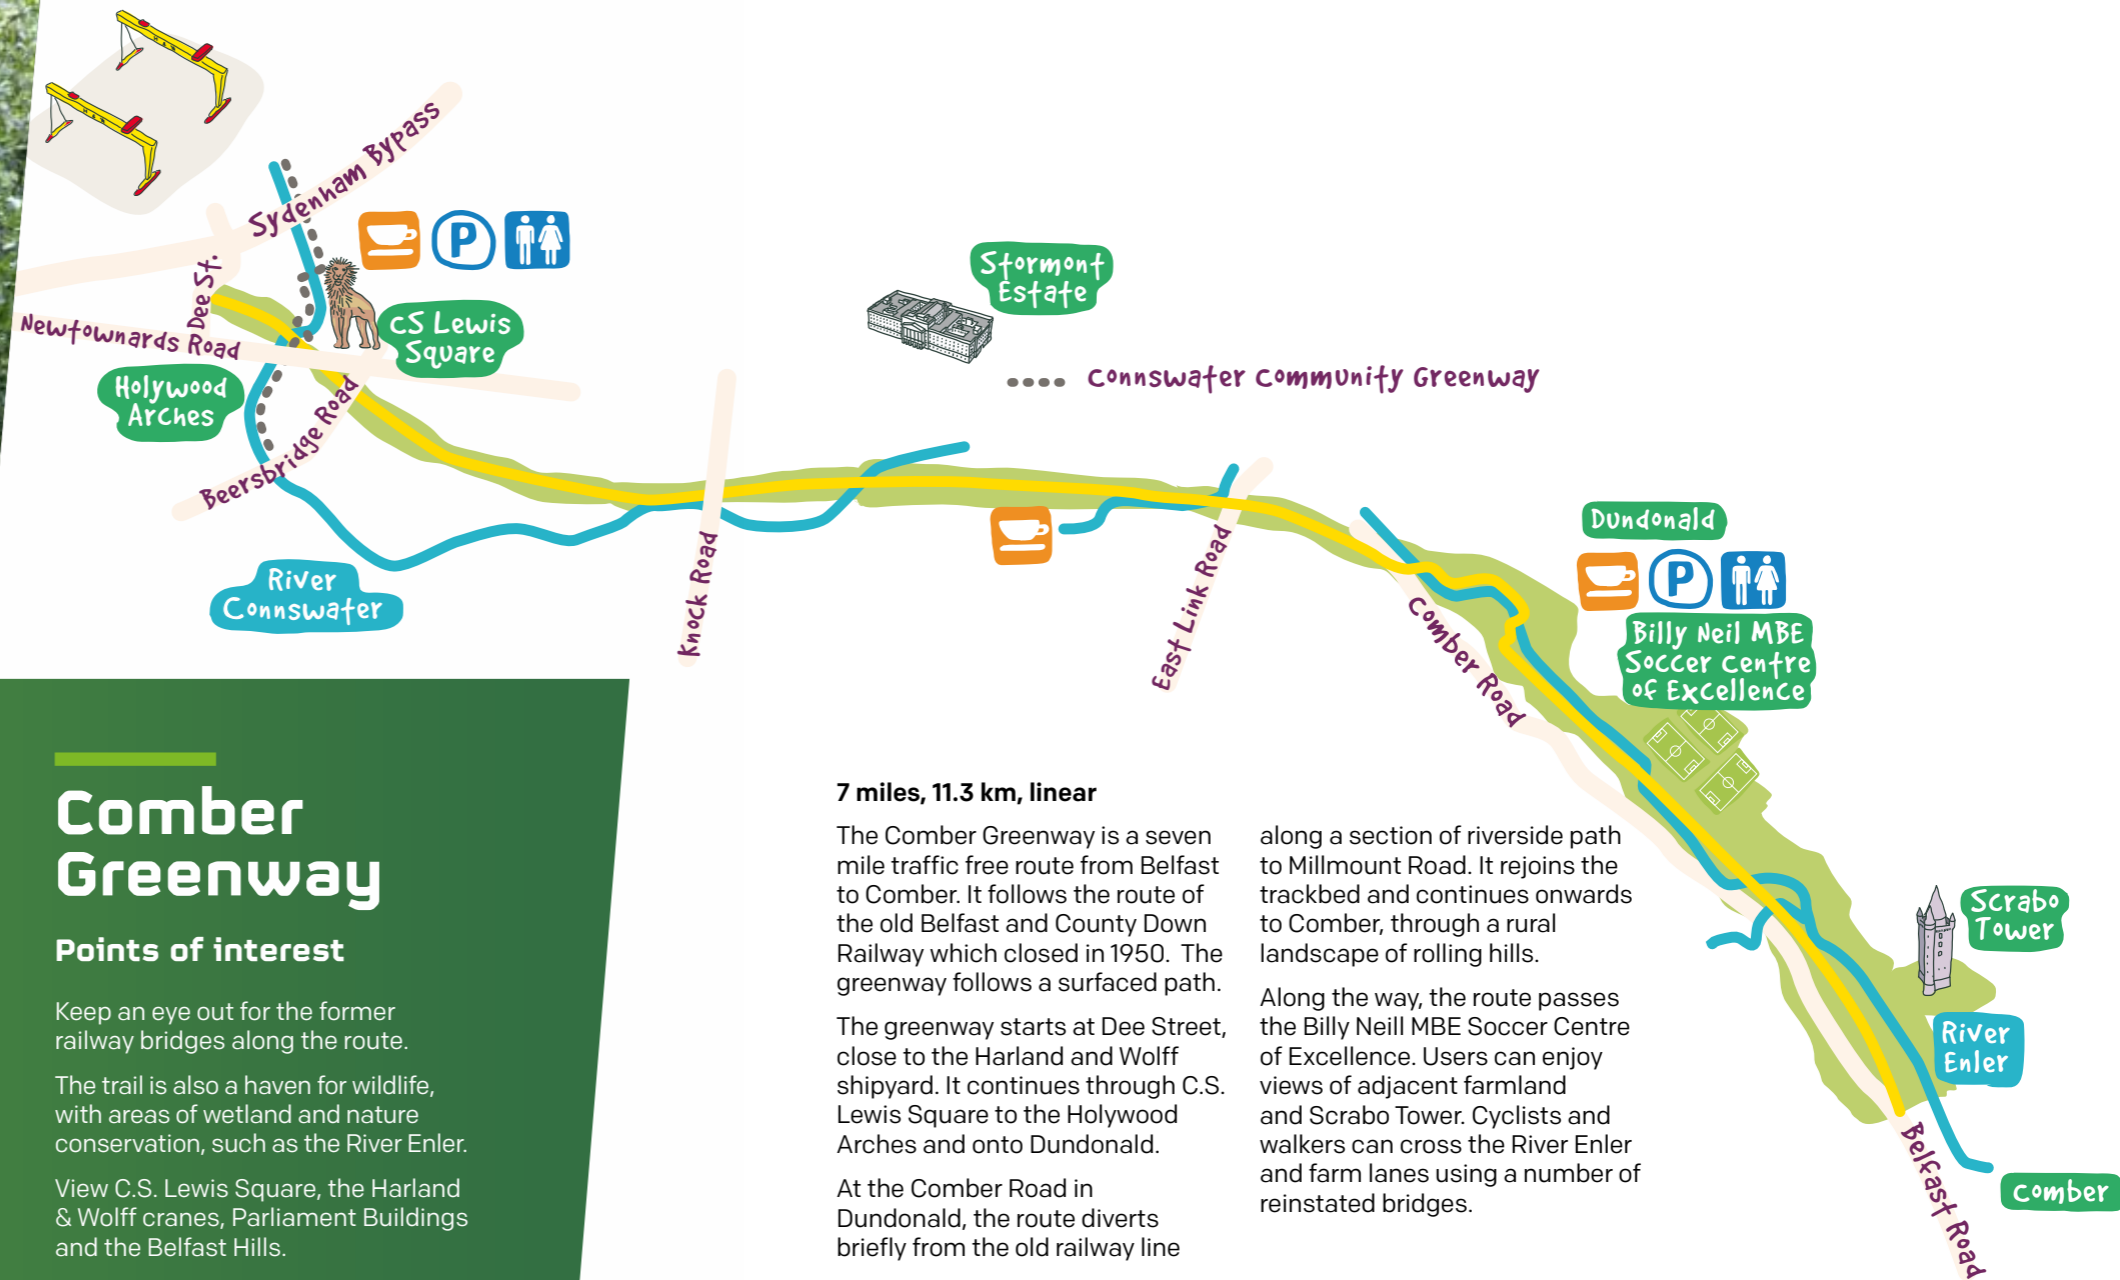 Sydenham Bypass
P
Dee St.
Newtownards Road
CS Lewis
Square
Holywood
Arches
Beersbridge Road
River
Connswater
Stormont
Estate
Connswater Community Greenway
Knock Road
East Link Road
Comber Road
Dundonald
P
Billy Neil MBE
Soccer Centre
of Excellence
Scrabo
Tower
River
Enler
Belfast Road
Comber
Comber
Greenway
Points of interest
Keep an eye out for the former
railway bridges along the route.
The trail is also a haven for wildlife,
with areas of wetland and nature
conservation, such as the River Enler.
View C.S. Lewis Square, the Harland
& Wolff cranes, Parliament Buildings
and the Belfast Hills.
7 miles, 11.3 km, linear
The Comber Greenway is a seven
mile traffic free route from Belfast
to Comber. It follows the route of
the old Belfast and County Down
Railway which closed in 1950.  The
greenway follows a surfaced path.
The greenway starts at Dee Street,
close to the Harland and Wolff
shipyard. It continues through C.S.
Lewis Square to the Holywood
Arches and onto Dundonald.
At the Comber Road in
Dundonald, the route diverts
briefly from the old railway line
along a section of riverside path
to Millmount Road. It rejoins the
trackbed and continues onwards
to Comber, through a rural
landscape of rolling hills.
Along the way, the route passes
the Billy Neill MBE Soccer Centre
of Excellence. Users can enjoy
views of adjacent farmland
and Scrabo Tower. Cyclists and
walkers can cross the River Enler
and farm lanes using a number of
reinstated bridges.